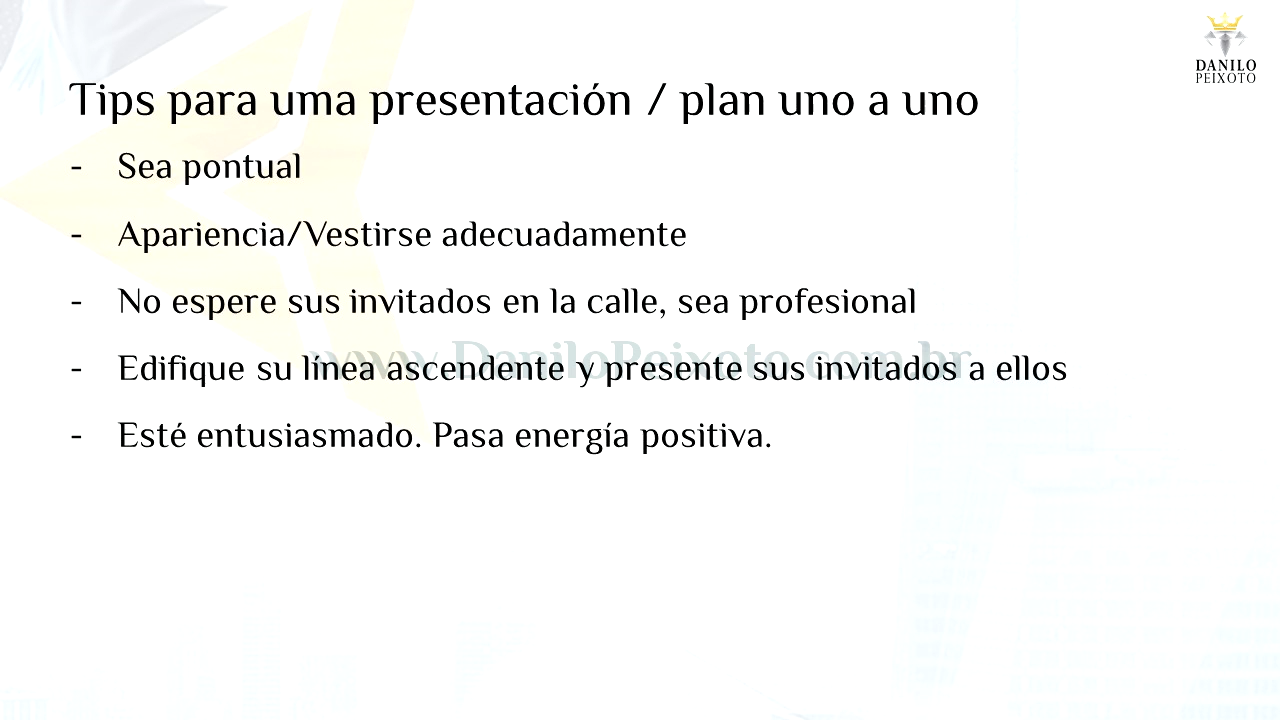 DANILO
PEIXOTO
Tips para uma presentación / plan uno a uno
- Sea pontual
- Apariencia/Vestirse adecuadamente
- No espere sus invitados en la calle, sea profesional
www.DaniloPeixoto.com.br
- Edifique su línea ascendente y presente sus invitados a ellos
- Esté entusiasmado. Pasa energía positiva.